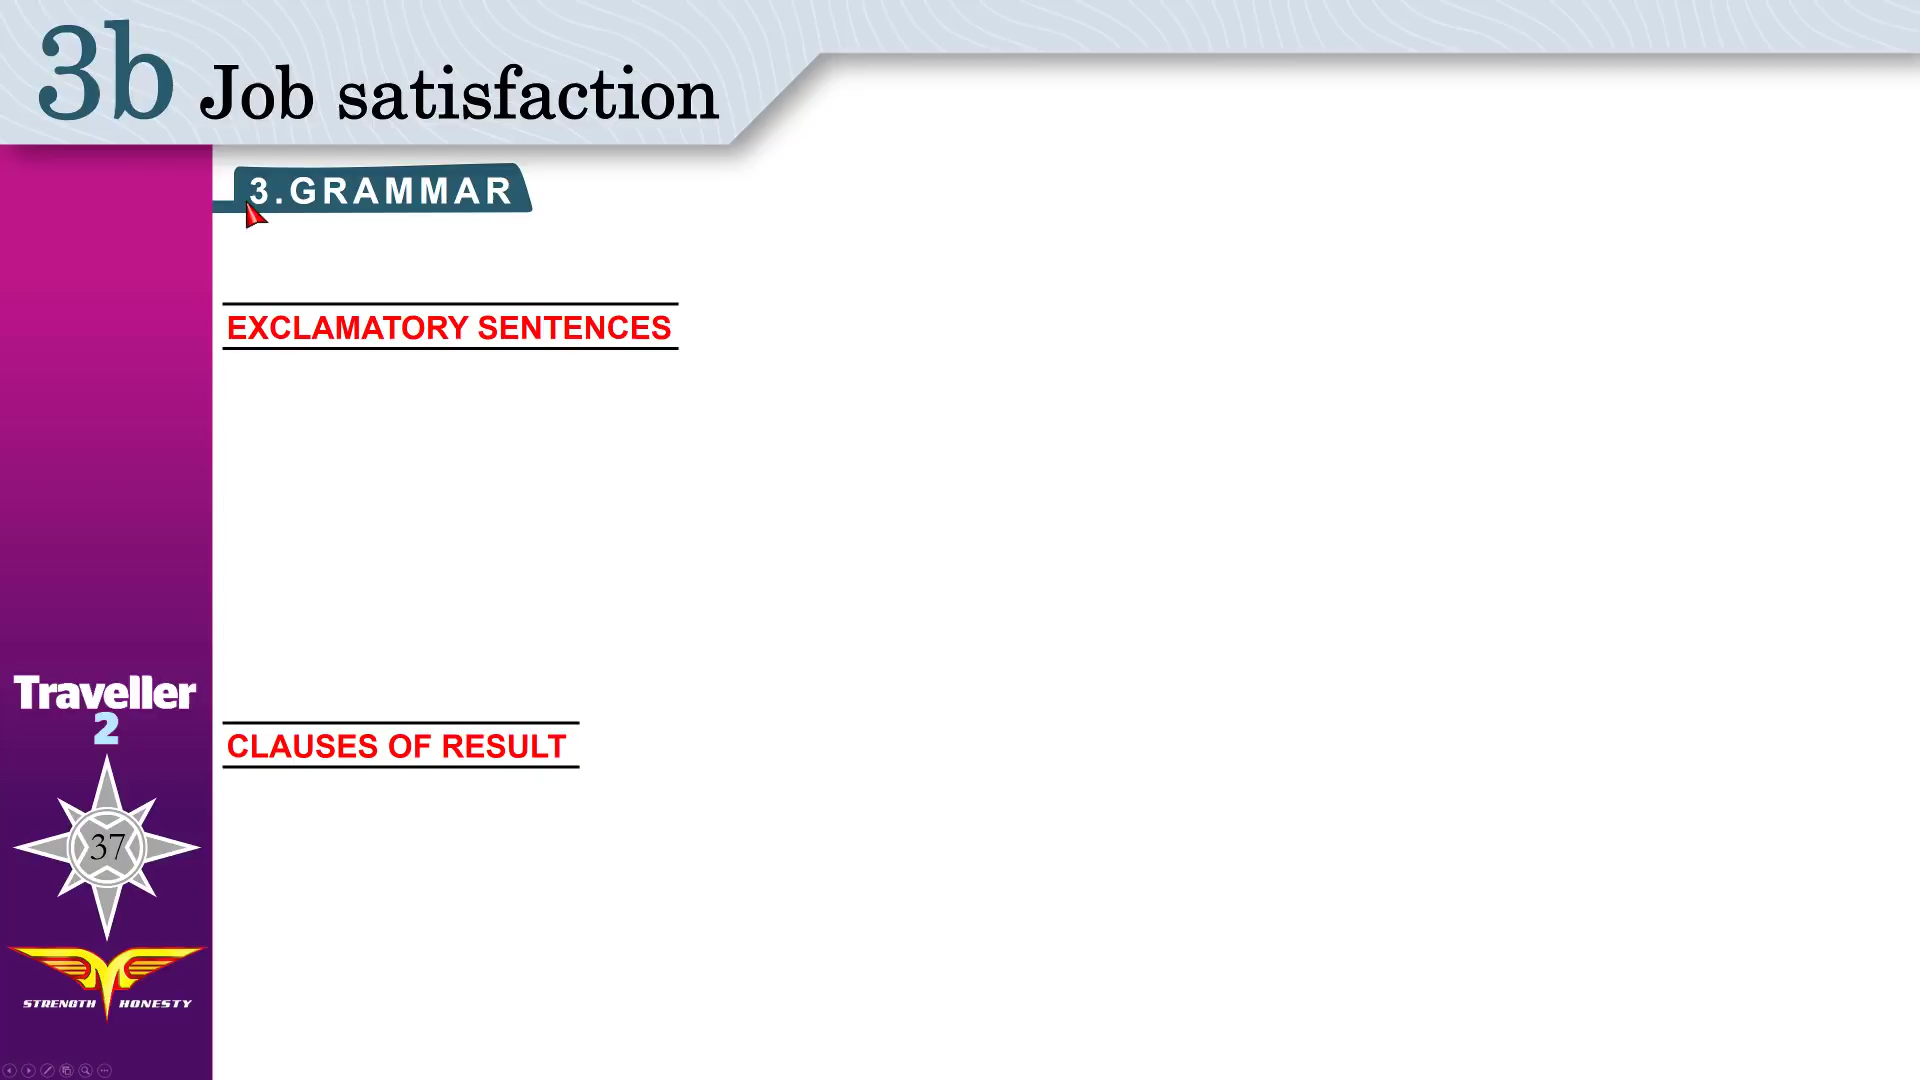 3b Job satisfaction
3.GRAMMAR
EXCLAMATORY SENTENCES
CLAUSES OF RESULT
Traveller
2
37
STRENGTH HONESTY